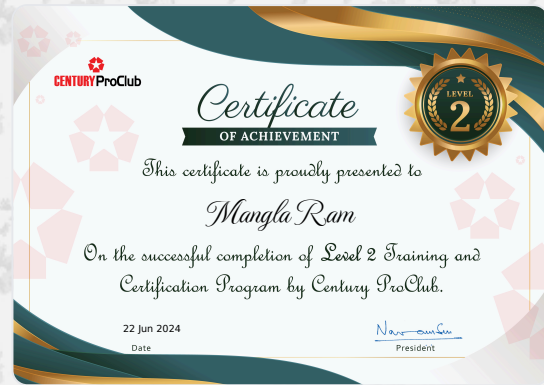 CENTURY ProClub
LEVEL
2
Certificate
OF ACHIEVEMENT
This certificate is proudly presented to
Mangla Ram
On the successful completion of Level 2 Training and
Certification Program by Century ProClub.
22 Jun 2024
Date
President